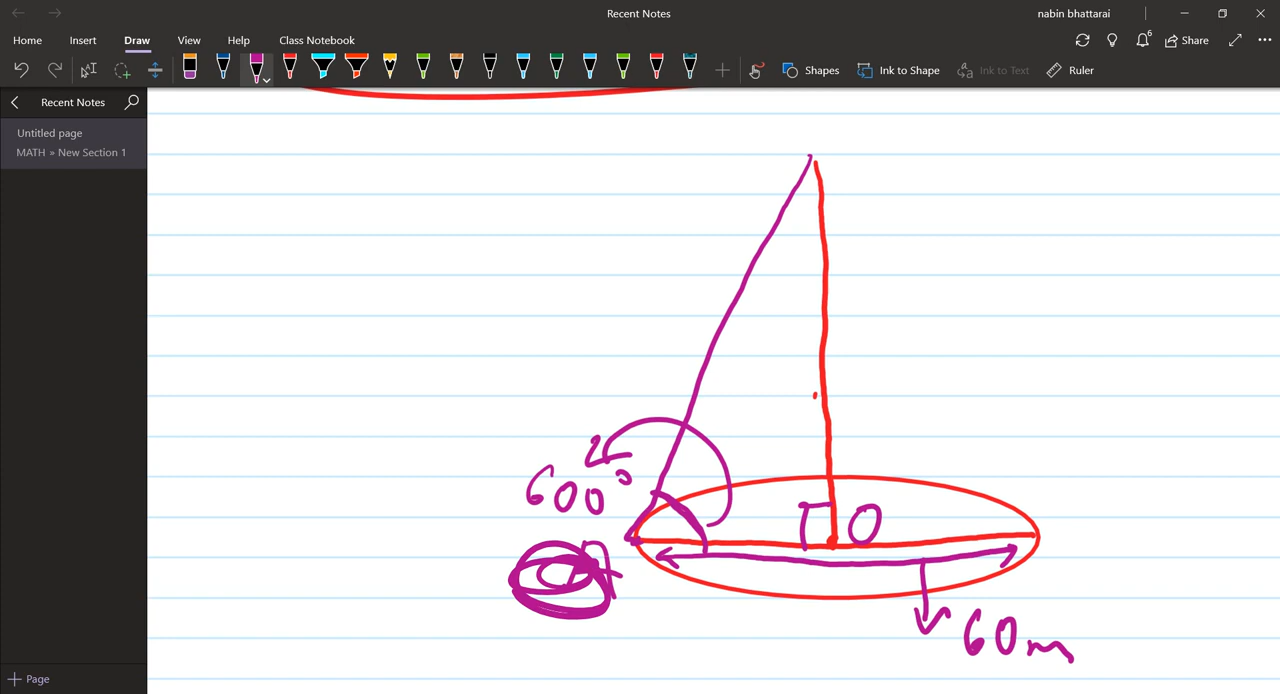 Recent Notes
nabin bhattarai
Home Insert Draw View Help Class Notebook
6 Share
Shapes Ink to Shape Ink to Text Ruler
Recent Notes
Untitled page
MATH » New Section 1
600°
O
A
60m
Page